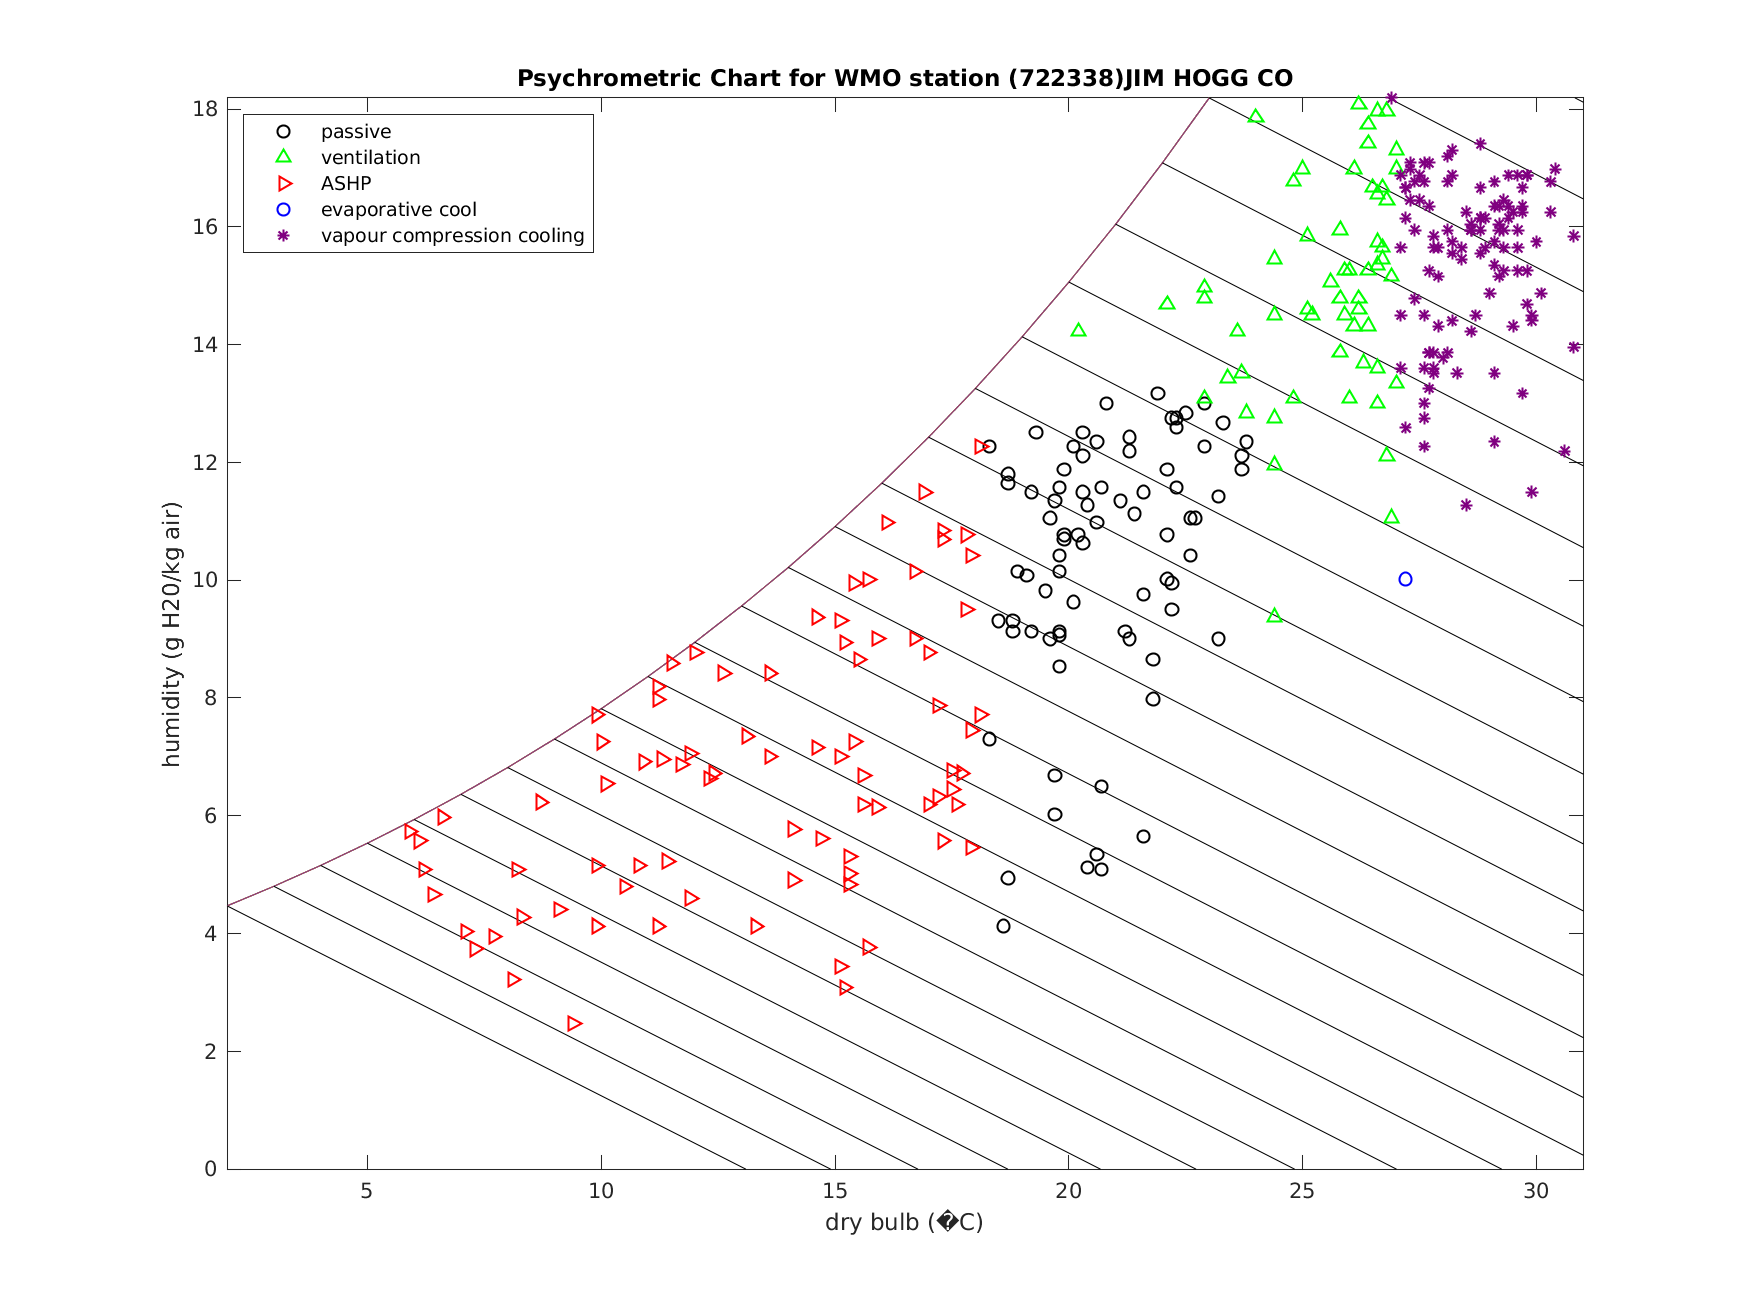 Psychrometric Chart for WMO station (722338)JIM HOGG CO
passive
ventilation
ASHP
evaporative cool
vapour compression cooling
humidity (g H20/kg air)
18
16
14
12
10
8
6
4
2
0
5 10 15 20 25 30
dry bulb (�C)